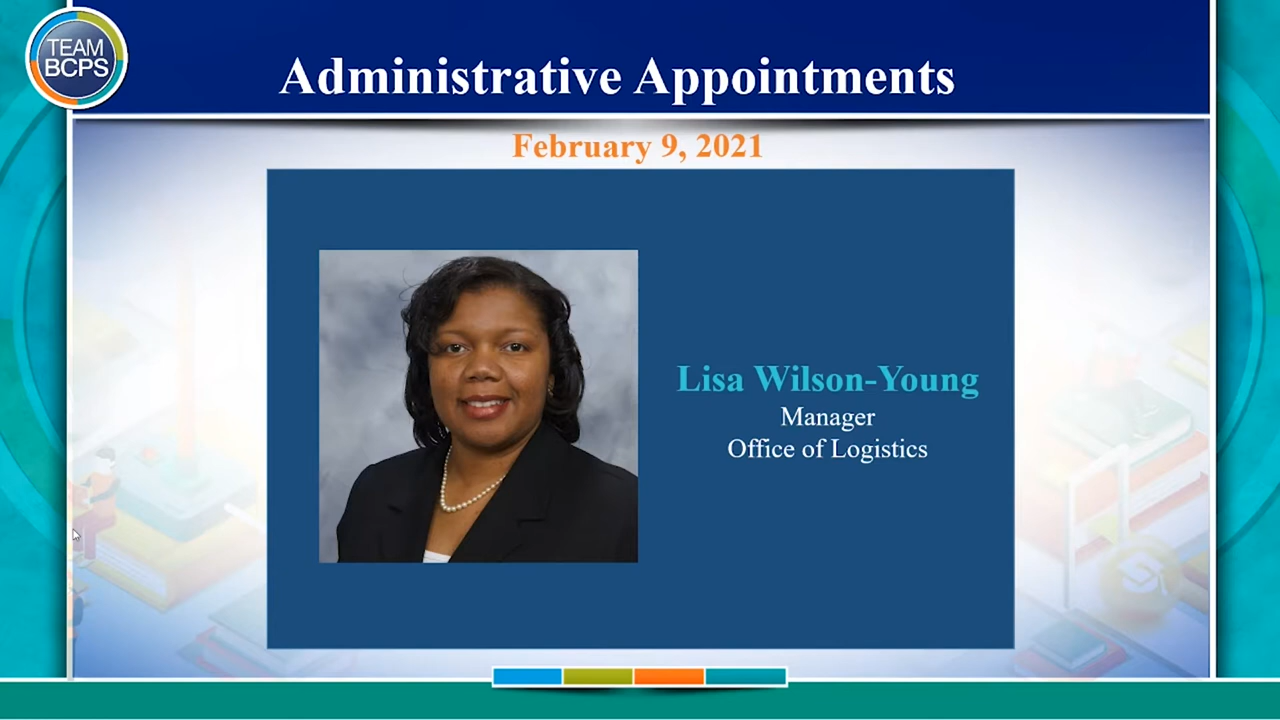 TEAM
BCPS
Administrative Appointments
February 9, 2021
Lisa Wilson-Young
Manager
Office of Logistics